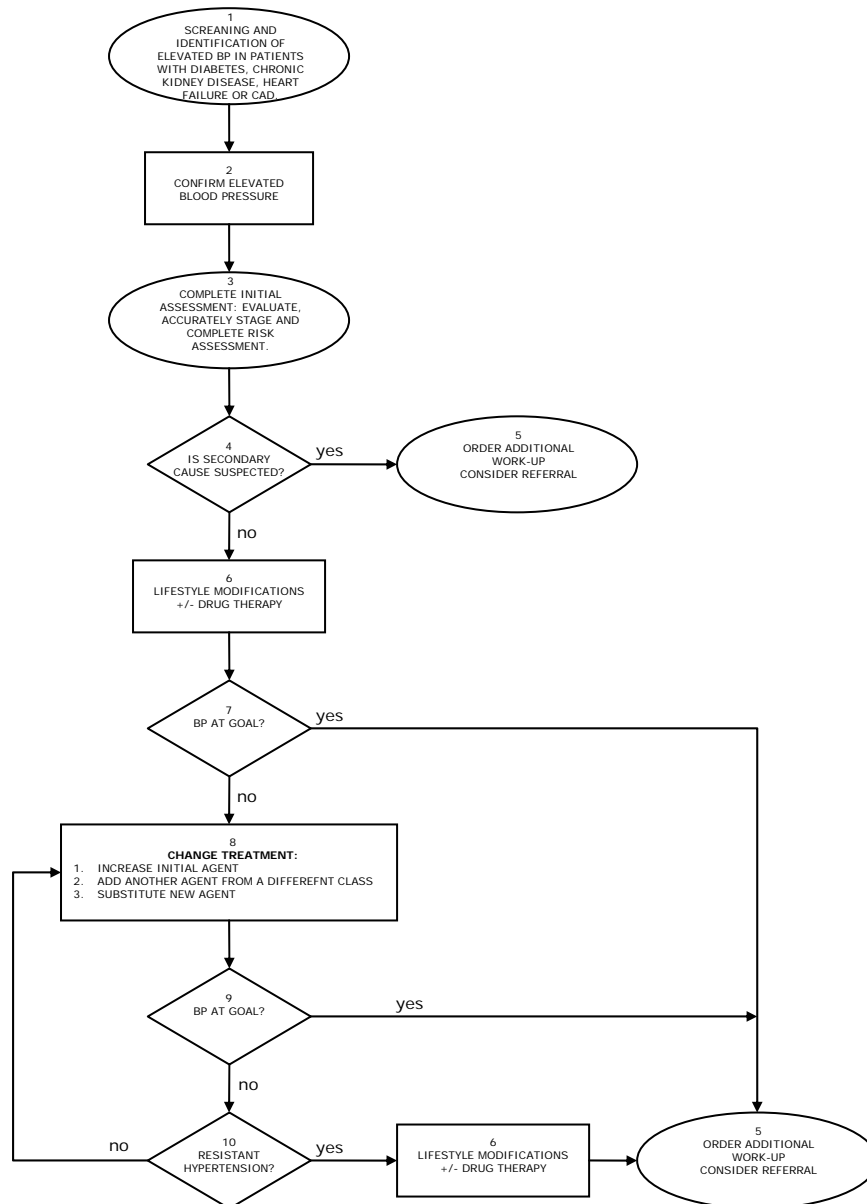 1
SCREANING AND
IDENTIFICATION OF
ELEVATED BP IN PATIENTS
WITH DIABETES, CHRONIC
KIDNEY DISEASE, HEART
FAILURE OR CAD.
2
CONFIRM ELEVATED
BLOOD PRESSURE
3
COMPLETE INITIAL
ASSESSMENT: EVALUATE,
ACCURATELY STAGE AND
COMPLETE RISK
ASSESSMENT.
4
IS SECONDARY
CAUSE SUSPECTED?
yes
5
ORDER ADDITIONAL
WORK-UP
CONSIDER REFERRAL
no
6
LIFESTYLE MODIFICATIONS
+/- DRUG THERAPY
7
BP AT GOAL?
yes
no
8
CHANGE TREATMENT:
1. INCREASE INITIAL AGENT
2. ADD ANOTHER AGENT FROM A DIFFEREFNT CLASS
3. SUBSTITUTE NEW AGENT
9
BP AT GOAL?
yes
no
10
RESISTANT
HYPERTENSION?
no
yes
6
LIFESTYLE MODIFICATIONS
+/- DRUG THERAPY
5
ORDER ADDITIONAL
WORK-UP
CONSIDER REFERRAL